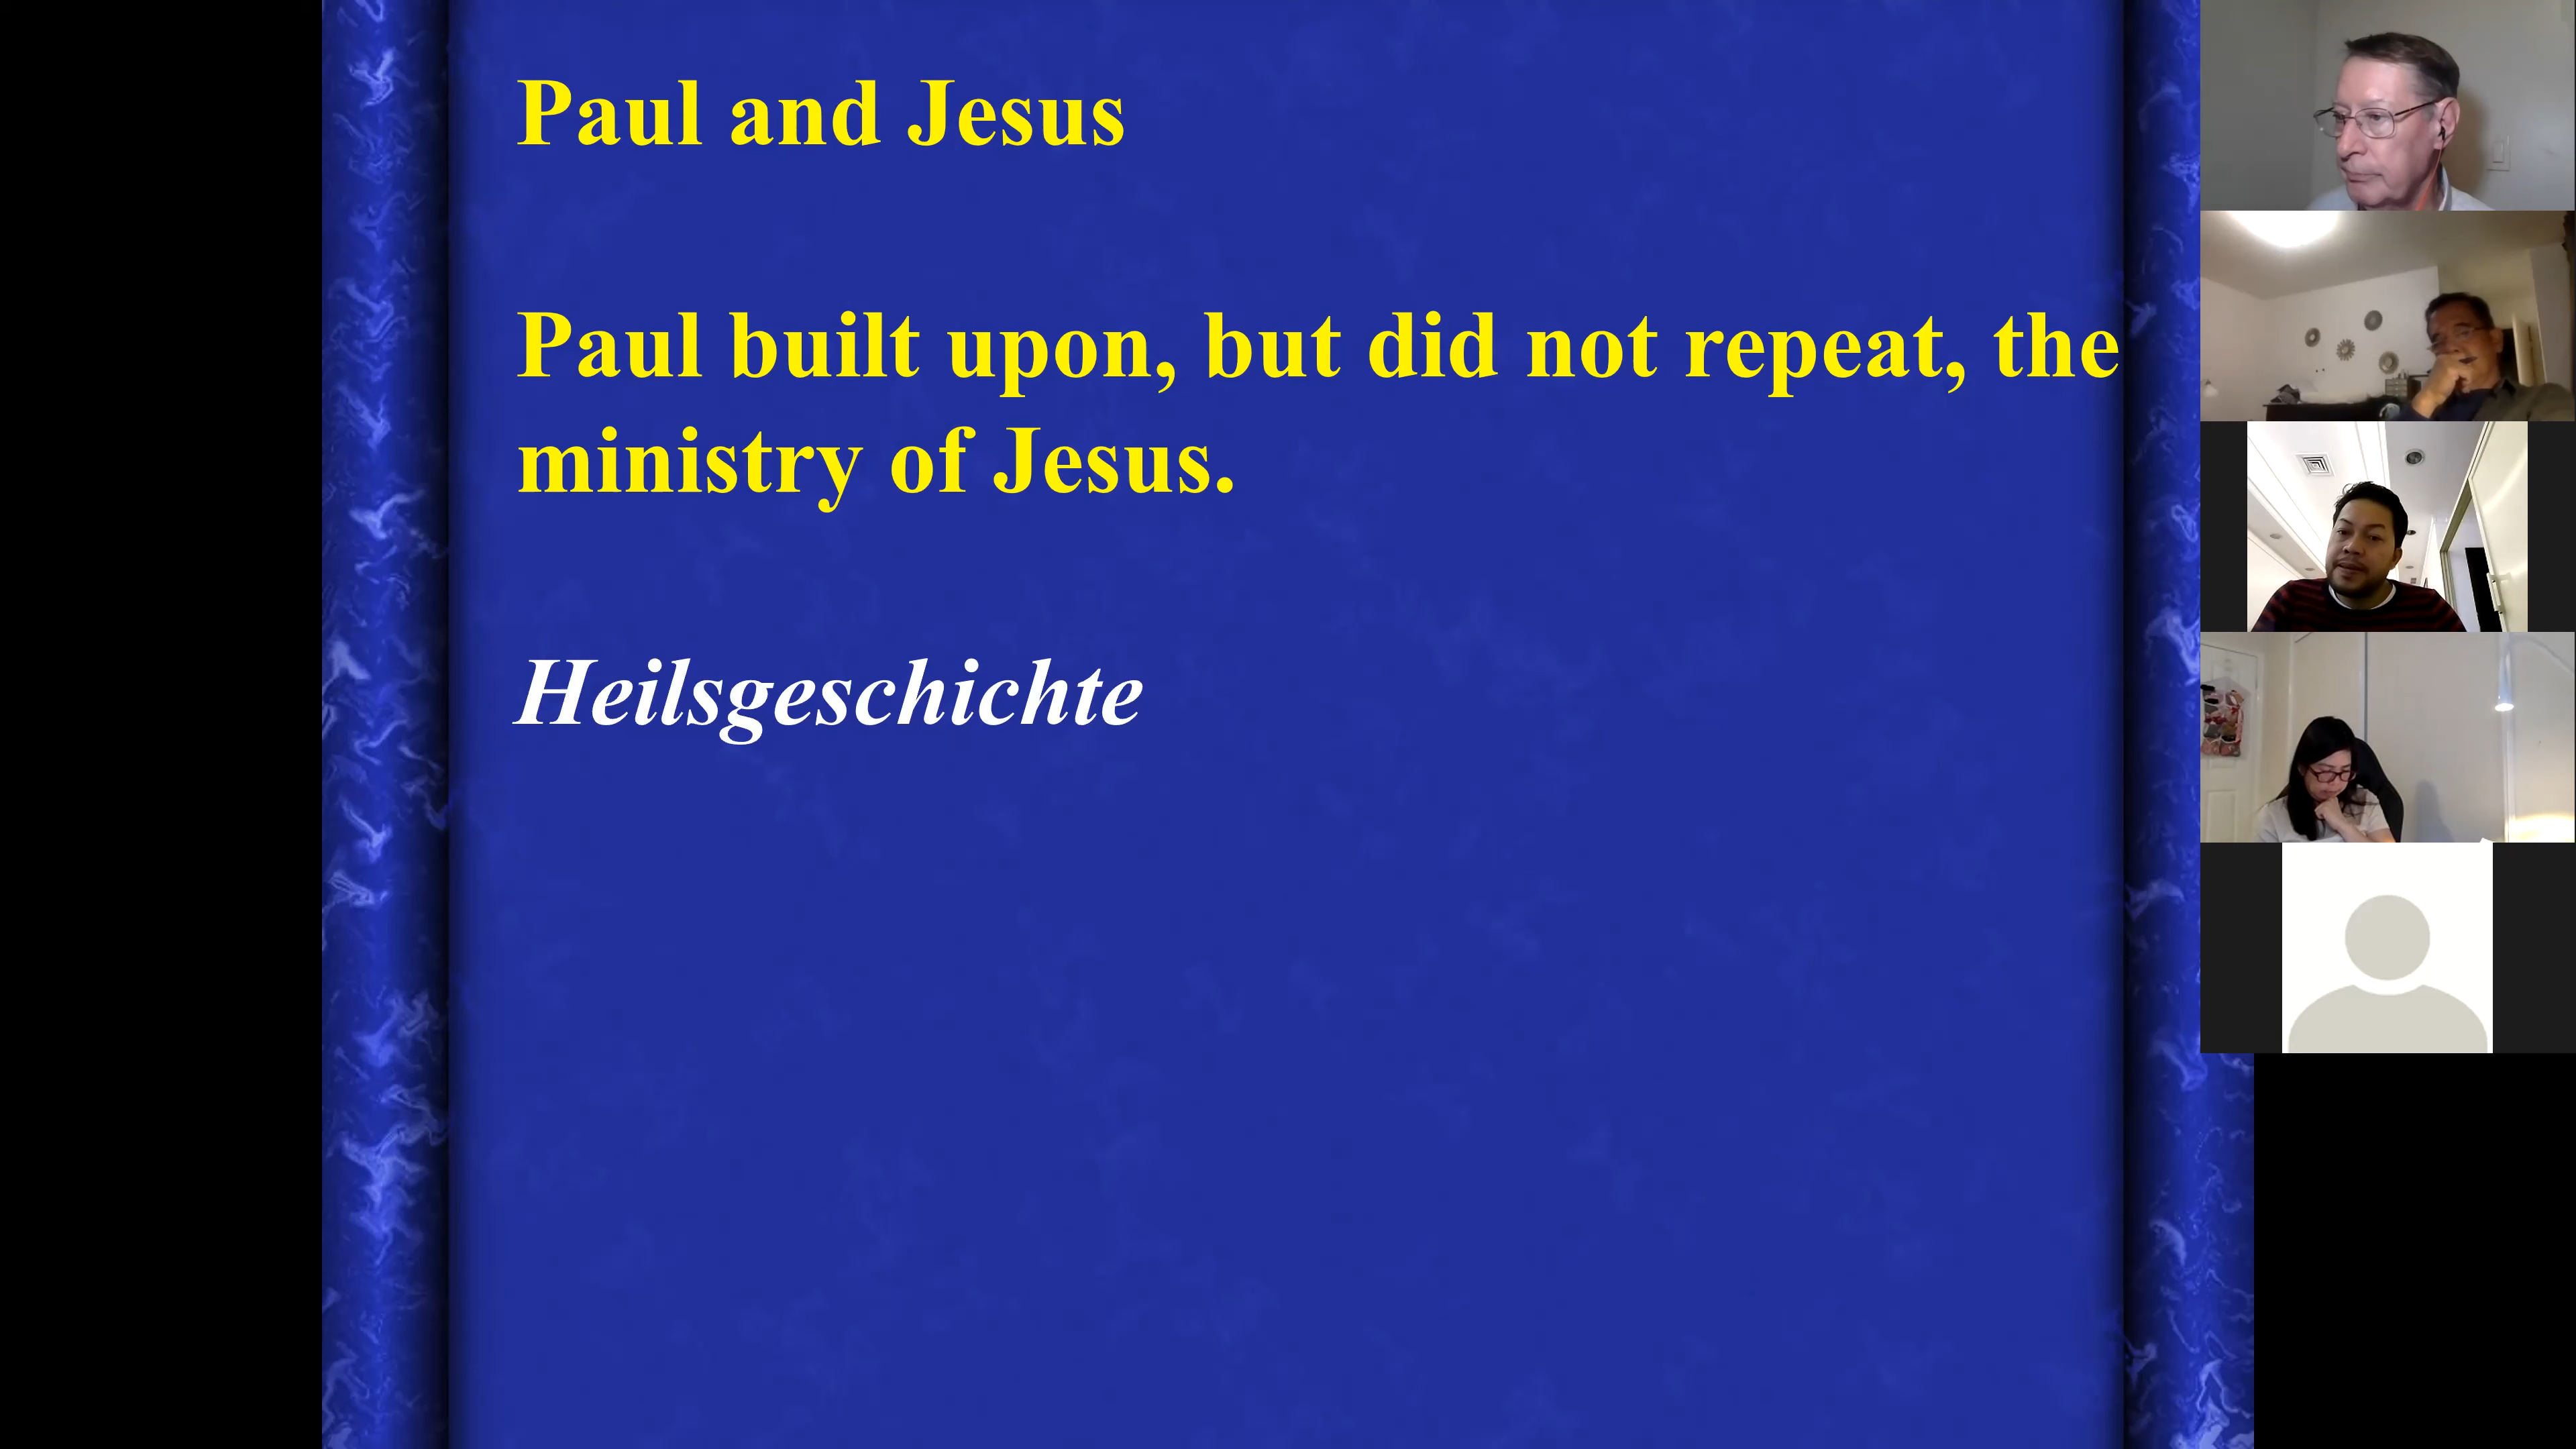 Paul and Jesus
Paul built upon, but did not repeat, the
ministry of Jesus.
Heilsgeschichte